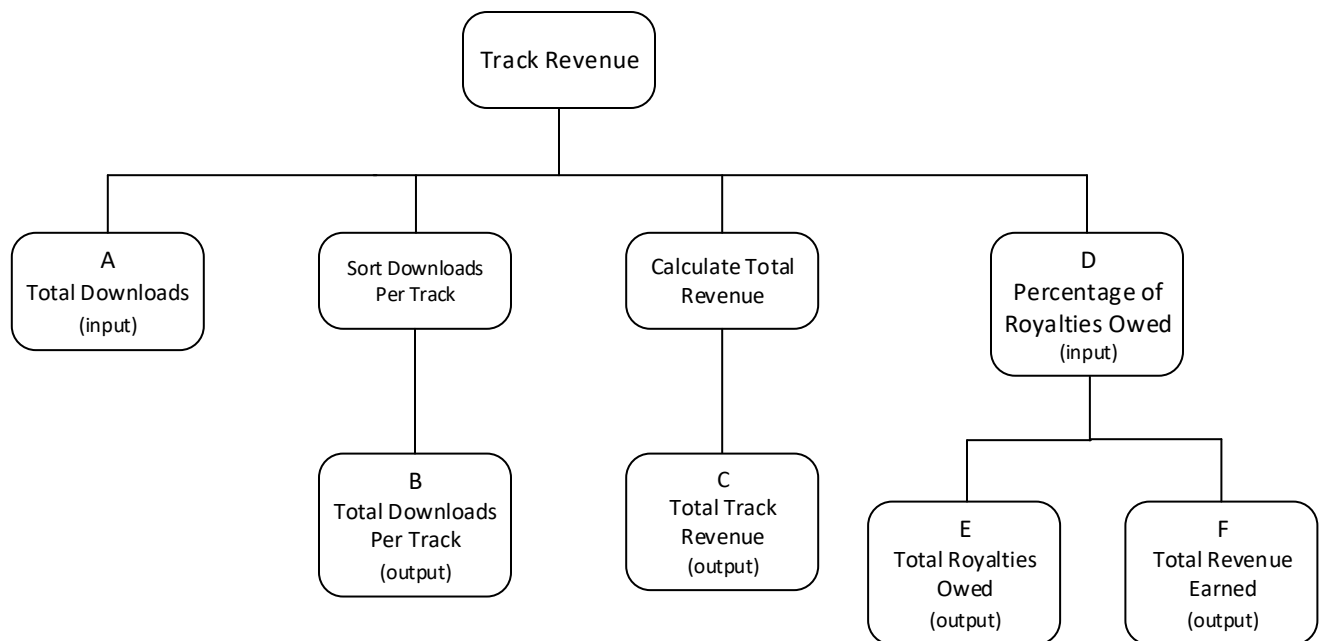 Track Revenue
A
Total Downloads
(input)
Sort Downloads
Per Track
Calculate Total
Revenue
D
Percentage of
Royalties Owed
(input)
B
Total Downloads
Per Track
(output)
C
Total Track
Revenue
(output)
E
Total Royalties
Owed
(output)
F
Total Revenue
Earned
(output)